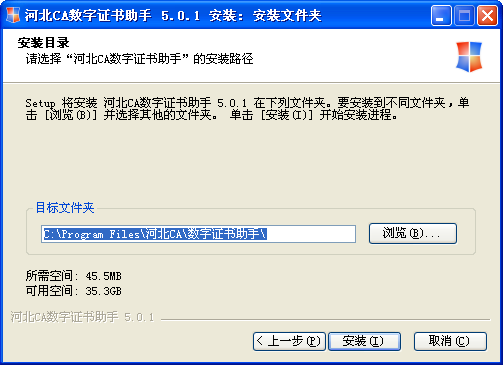 河北CA数字证书助手 5.0.1 安装: 安装文件夹
安装目录
请选择“河北CA数字证书助手”的安装路径
Setup 将安装 河北CA数字证书助手 5.0.1 在下列文件夹。要安装到不同文件夹，单
击 [浏览(B)] 并选择其他的文件夹。 单击 [安装(I)] 开始安装进程。
目标文件夹
C:\Program Files\河北CA\数字证书助手\
浏览(B)...
所需空间: 45.5MB
可用空间: 35.3GB
河北CA数字证书助手 5.0.1
< 上一步(P) 安装(I) 取消(C)